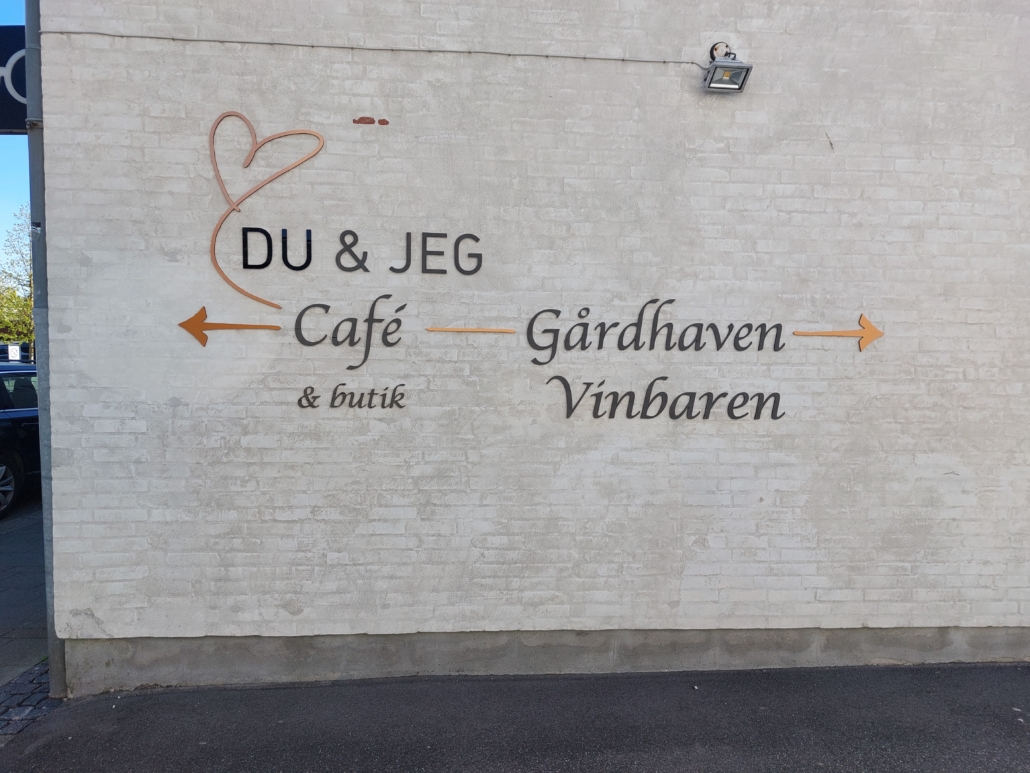 DU & JEG
Café
& butik
Gårdhaven
Vinbaren